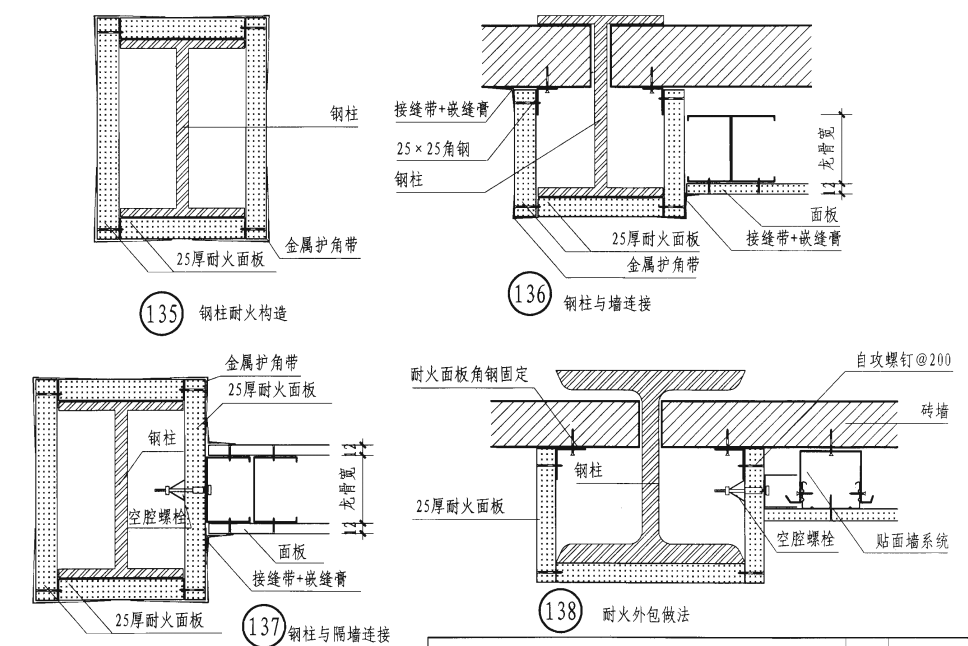 钢柱
25厚耐火面板
金属护角带
135 钢柱耐火构造
接缝带+嵌缝膏
25×25角钢
钢柱
龙骨宽
12
面板
25厚耐火面板
接缝带+嵌缝膏
金属护角带
136 钢柱与墙连接
金属护角带
25厚耐火面板
钢柱
12
龙骨宽
12
空腔螺栓
面板
接缝带+嵌缝膏
25厚耐火面板
137 钢柱与隔墙连接
自攻螺钉@200
耐火面板角钢固定
砖墙
钢柱
25厚耐火面板
空腔螺栓
贴面墙系统
138 耐火外包做法